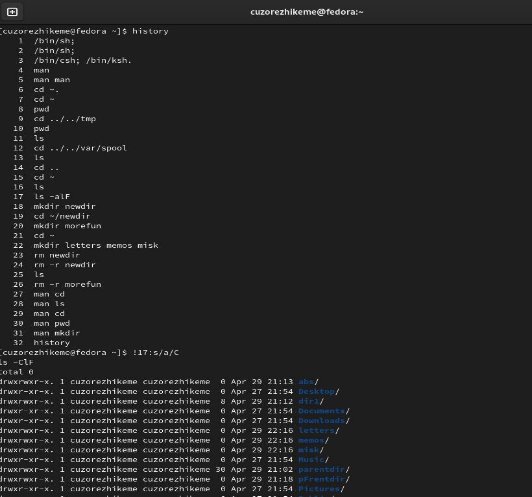 cuzorezhikeme@fedora:~
[cuzorezhikeme@fedora ~]$ history
1 /bin/sh;
2 /bin/sh;
3 /bin/csh; /bin/ksh.
4 man
5 man man
6 cd ~.
7 cd ~
8 pwd
9 cd ../../tmp
10 pwd
11 ls
12 cd ../../var/spool
13 ls
14 cd ..
15 cd ~
16 ls
17 ls -alF
18 mkdir newdir
19 cd ~/newdir
20 mkdir morefun
21 cd ~
22 mkdir letters memos misk
23 rm newdir
24 rm -r newdir
25 ls
26 rm -r morefun
27 man cd
28 man ls
29 man cd
30 man pwd
31 man mkdir
32 history
[cuzorezhikeme@fedora ~]$ !17:s/a/C
ls -ClF
total 0
drwxrwxr-x. 1 cuzorezhikeme cuzorezhikeme 0 Apr 29 21:13 abs/
drwxr-xr-x. 1 cuzorezhikeme cuzorezhikeme 0 Apr 27 21:54 Desktop/
drwxrwxr-x. 1 cuzorezhikeme cuzorezhikeme 0 Apr 29 21:12 dir1/
drwxr-xr-x. 1 cuzorezhikeme cuzorezhikeme 0 Apr 27 21:54 Documents/
drwxr-xr-x. 1 cuzorezhikeme cuzorezhikeme 0 Apr 27 21:54 Downloads/
drwxrwxr-x. 1 cuzorezhikeme cuzorezhikeme 0 Apr 29 22:16 letters/
drwxrwxr-x. 1 cuzorezhikeme cuzorezhikeme 0 Apr 29 22:16 memos/
drwxrwxr-x. 1 cuzorezhikeme cuzorezhikeme 0 Apr 29 22:16 misk/
drwxr-xr-x. 1 cuzorezhikeme cuzorezhikeme 0 Apr 27 21:54 Music/
drwxrwxr-x. 1 cuzorezhikeme cuzorezhikeme 30 Apr 29 21:02 parentdir/
drwxrwxr-x. 1 cuzorezhikeme cuzorezhikeme 0 Apr 29 21:18 pFrentdir/
drwxr-xr-x. 1 cuzorezhikeme cuzorezhikeme 0 Apr 27 21:54 Pictures/